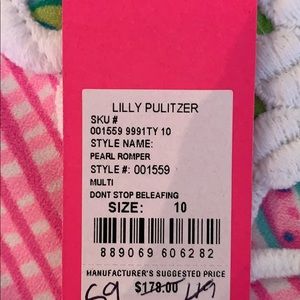 LILLY PULITZER
SKU #
001559 9991TY 10
STYLE NAME:
PEARL ROMPER
STYLE #: 001559
MULTI
DONT STOP BELEAFING
SIZE: 10
889069 606282
MANUFACTURER'S SUGGESTED PRICE
$178.00
69 49